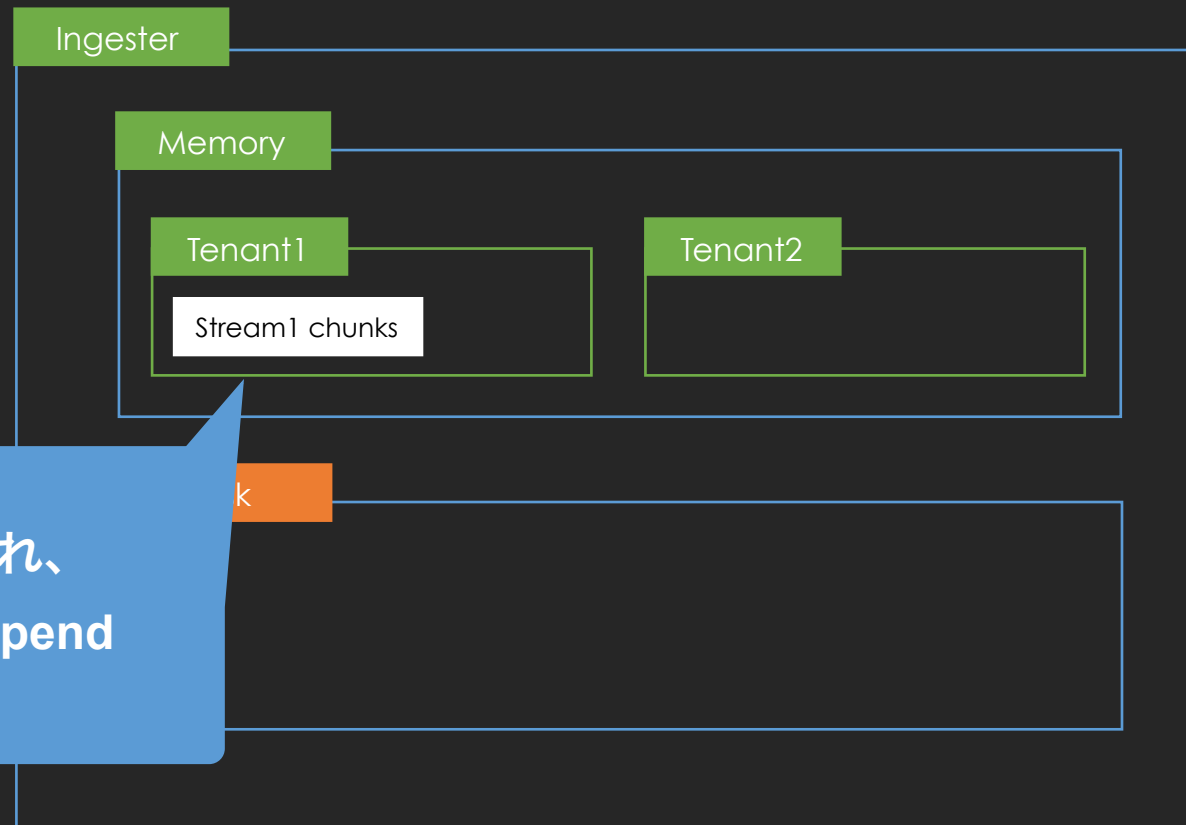 Ingester
Memory
Tenant1
Tenant2
Stream1 chunks
k
れ、
pend